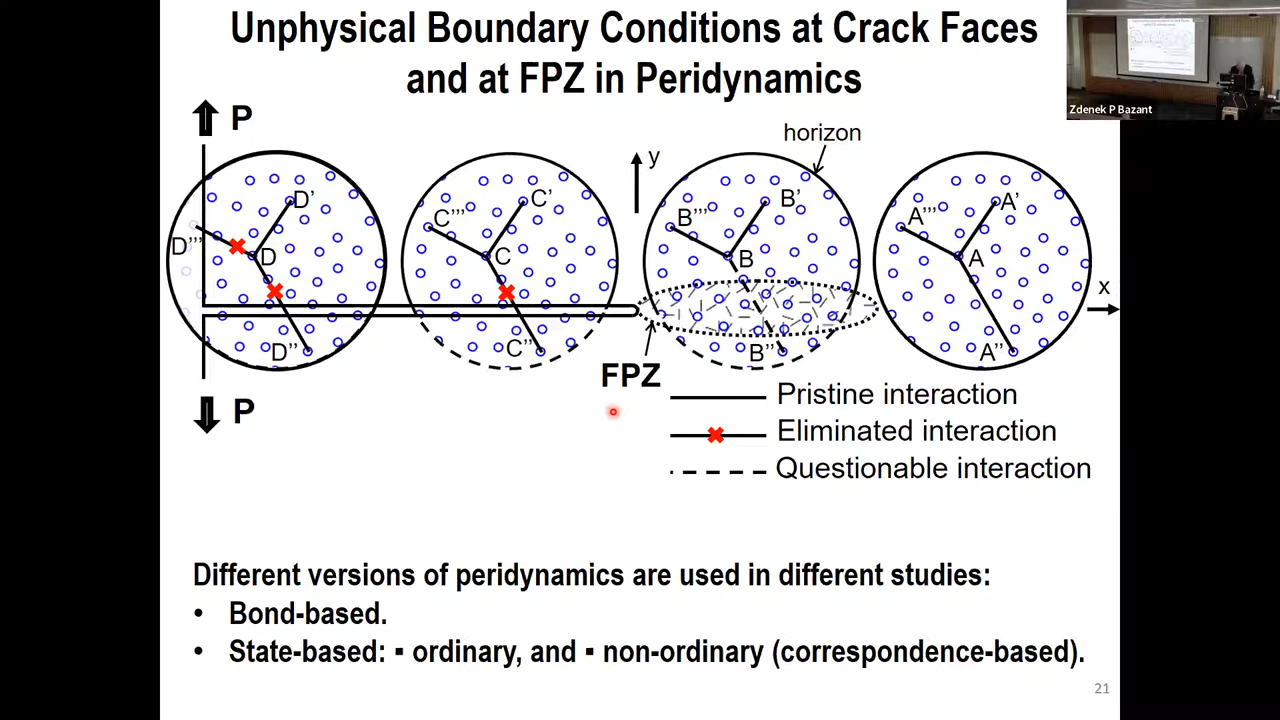 Unphysical Boundary Conditions at Crack Faces
and at FPZ in Peridynamics
Zdenek P Bazant
P
horizon
y
D'
D'''
D
D''
C'
C'''
C
C''
B'
B'''
B
B''
A'
A'''
A
A''
x
FPZ
P
Pristine interaction
Eliminated interaction
Questionable interaction
Different versions of peridynamics are used in different studies:
• Bond-based.
• State-based: ▪ ordinary, and ▪ non-ordinary (correspondence-based).
21